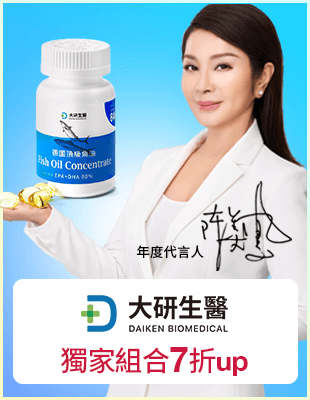 大研生醫
德國頂級魚油
Fish Oil Concentrate
EPA+DHA 60%
年度代言人
大研生醫
DAIKEN BIOMEDICAL
獨家組合7折up